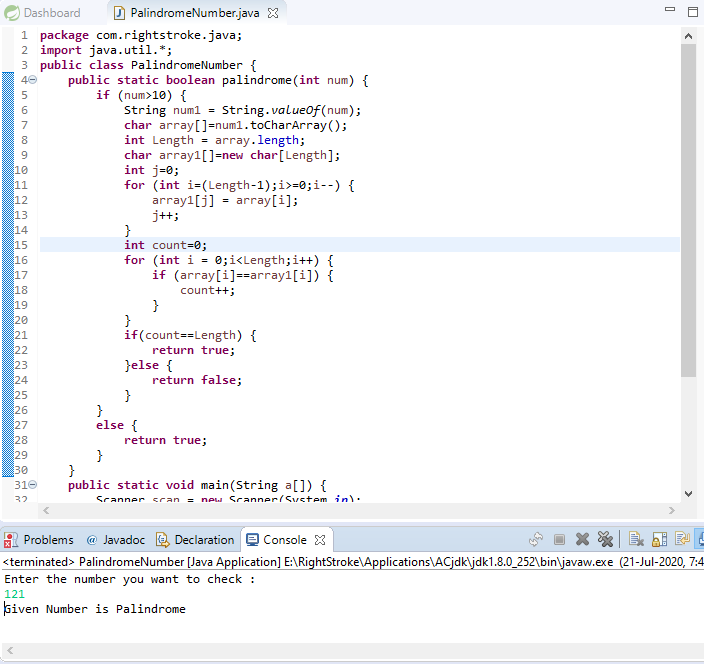 Dashboard PalindromeNumber.java
1 package com.rightstroke.java;
2 import java.util.*;
3 public class PalindromeNumber {
4 public static boolean palindrome(int num) {
5 if (num>10) {
6 String num1 = String.valueOf(num);
7 char array[]=num1.toCharArray();
8 int Length = array.length;
9 char array1[]=new char[Length];
10 int j=0;
11 for (int i=(Length-1);i>=0;i--) {
12 array1[j] = array[i];
13 j++;
14 }
15 int count=0;
16 for (int i = 0;i<Length;i++) {
17 if (array[i]==array1[i]) {
18 count++;
19 }
20 }
21 if(count==Length) {
22 return true;
23 }else {
24 return false;
25 }
26 }
27 else {
28 return true;
29 }
30 }
31 public static void main(String a[]) {
32 Scanner scan = new Scanner(System.in);
Problems @ Javadoc Declaration Console
<terminated> PalindromeNumber [Java Application] E:\RightStroke\Applications\ACjdk\jdk1.8.0_252\bin\javaw.exe (21-Jul-2020, 7:4
Enter the number you want to check :
121
Given Number is Palindrome